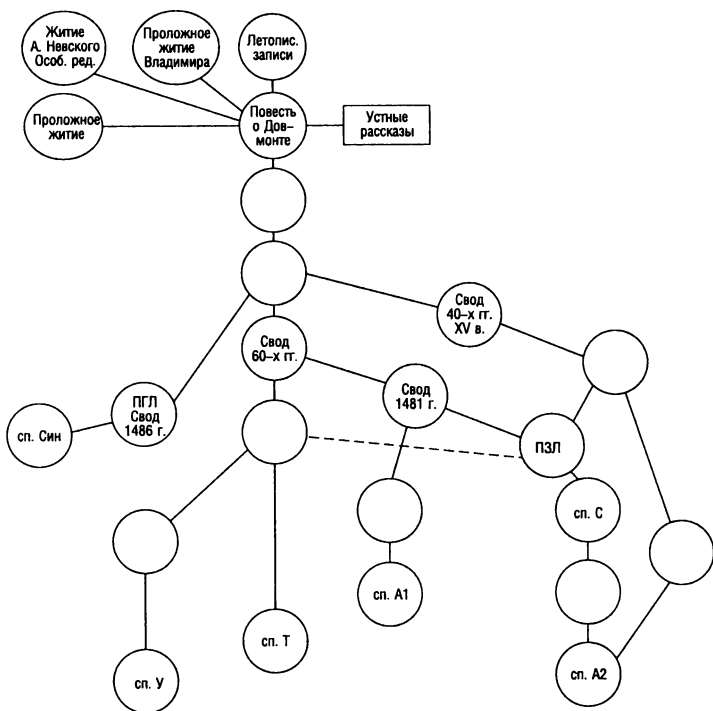 Житие
А. Невского
Особ. ред.
Проложное
житие
Владимира
Летопис.
записи
Проложное
житие
Повесть
о Дов–
монте
Устные
рассказы
Свод
40–х гг.
XV в.
Свод
60–х гг.
Свод
1481 г.
ПГЛ
Свод
1486 г.
сп. Син
ПЗЛ
сп. С
сп. А1
сп. Т
сп. У
сп. А2